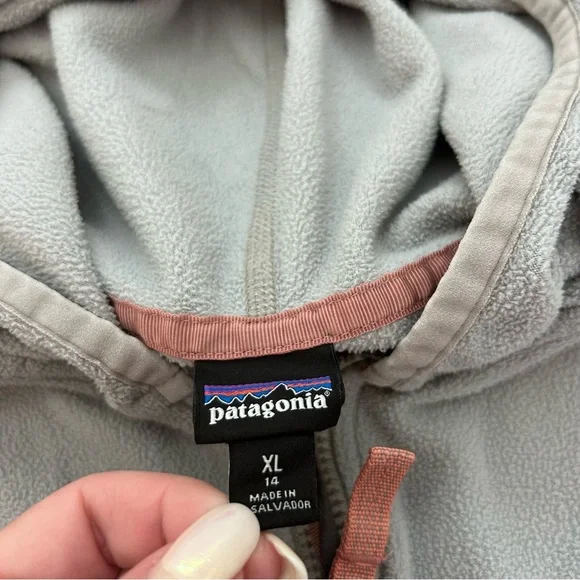 patagonia®
XL
14
MADE IN
SALVADOR